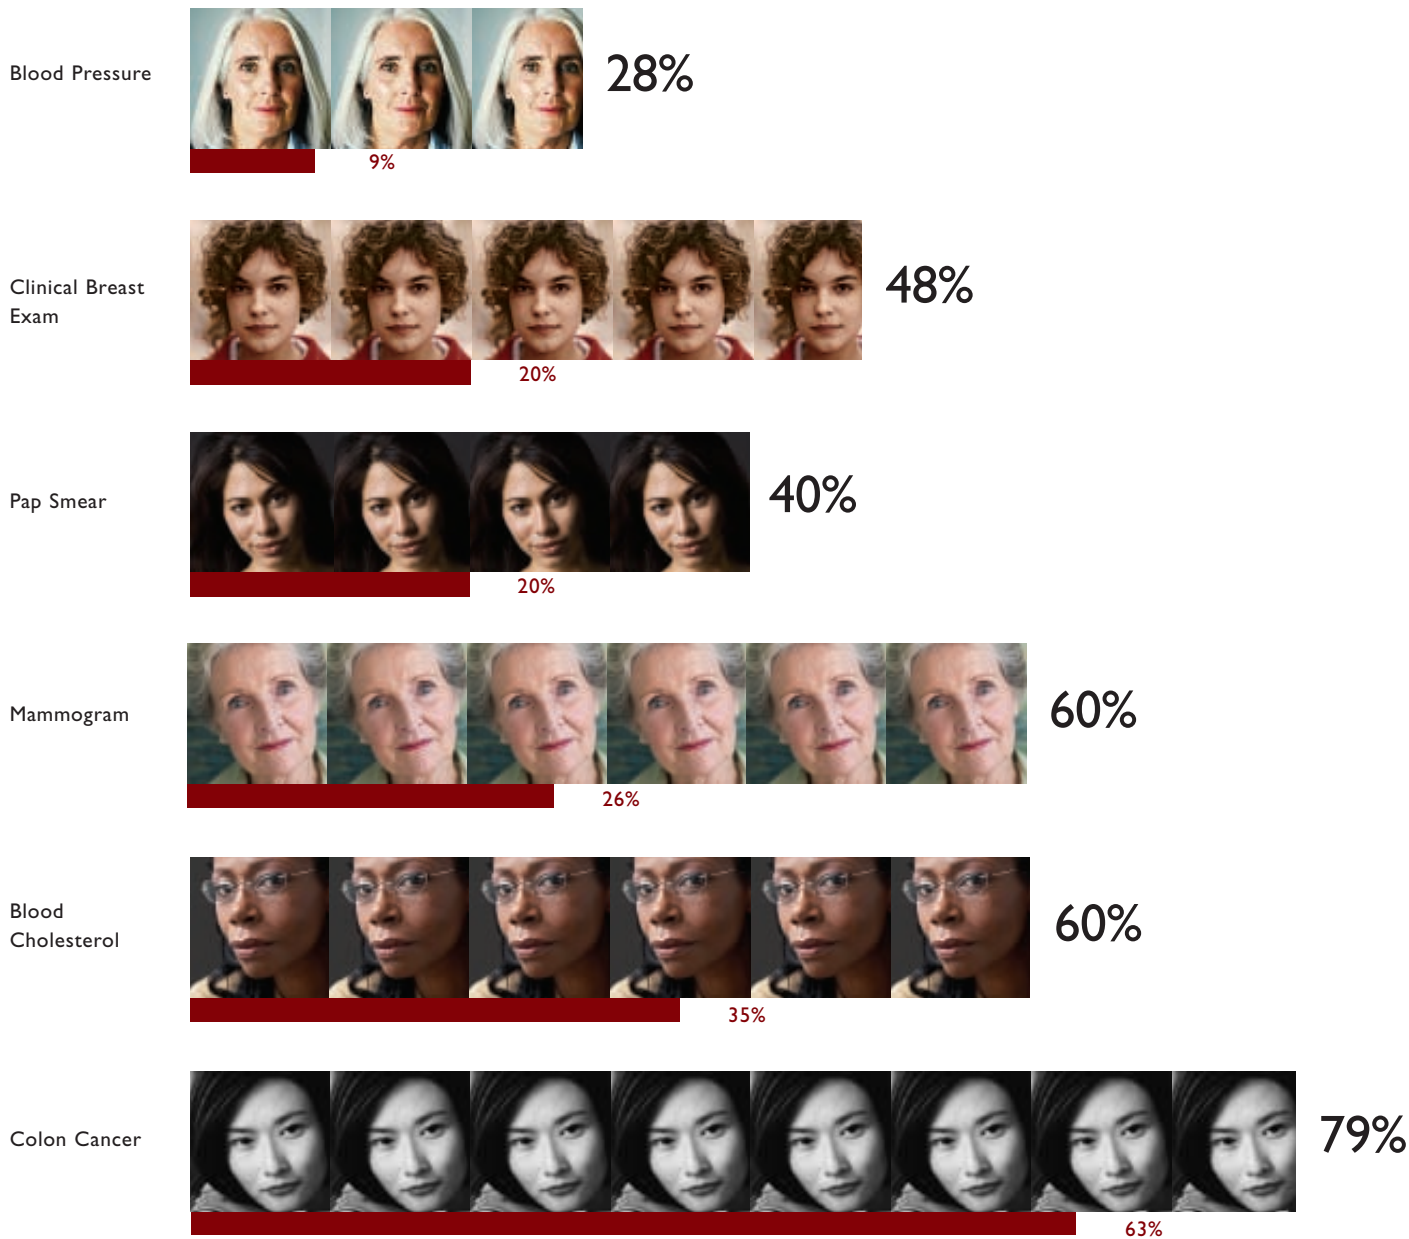 Blood Pressure
28%
9%
Clinical Breast
Exam
48%
20%
Pap Smear
40%
20%
Mammogram
60%
26%
Blood
Cholesterol
60%
35%
Colon Cancer
79%
63%